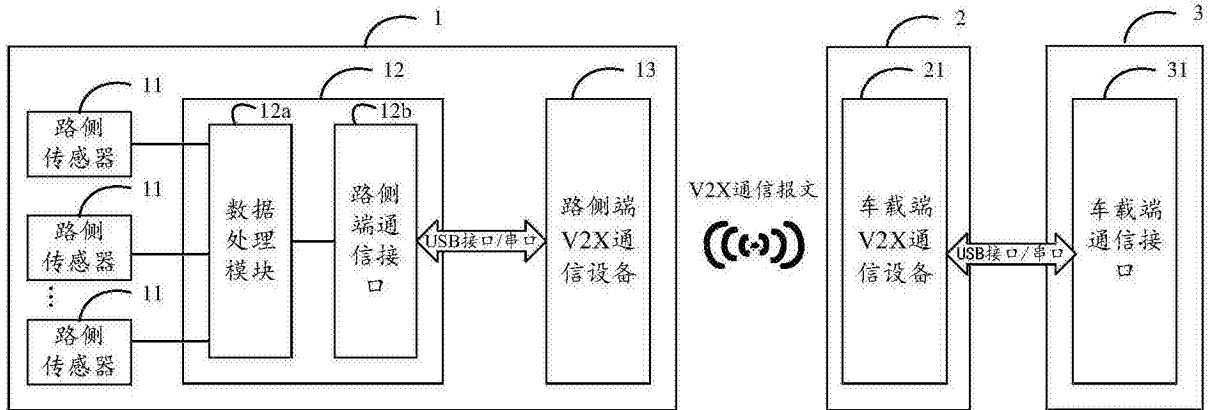 1
2
3
11
12
13
21
31
路侧
传感器
12a
12b
11
路侧
传感器
11
路侧
传感器
数据
处理
模块
路侧
端通
信接
口
USB接口/串口
路侧端
V2X通
信设备
V2X通信报文
车载端
V2X通
信设备
USB接口/串口
车载端
通信接
口